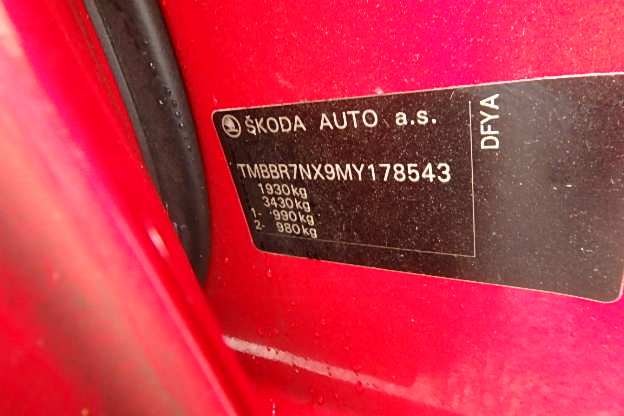 ŠKODA AUTO a.s.
TMBBR7NX9MY178543
1930kg
3430kg
1- 990kg
2- 980kg
DFYA